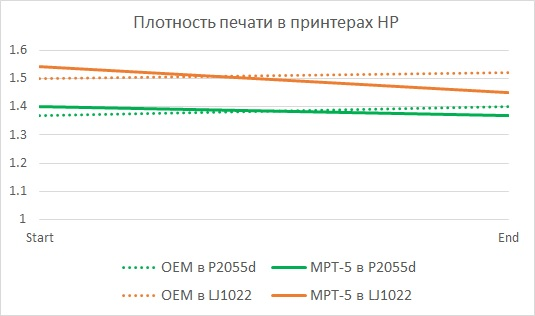 Плотность печати в принтерах HP
1.6
1.5
1.4
1.3
1.2
1.1
1
Start End
OEM в P2055d MPT-5 в P2055d
OEM в LJ1022 MPT-5 в LJ1022